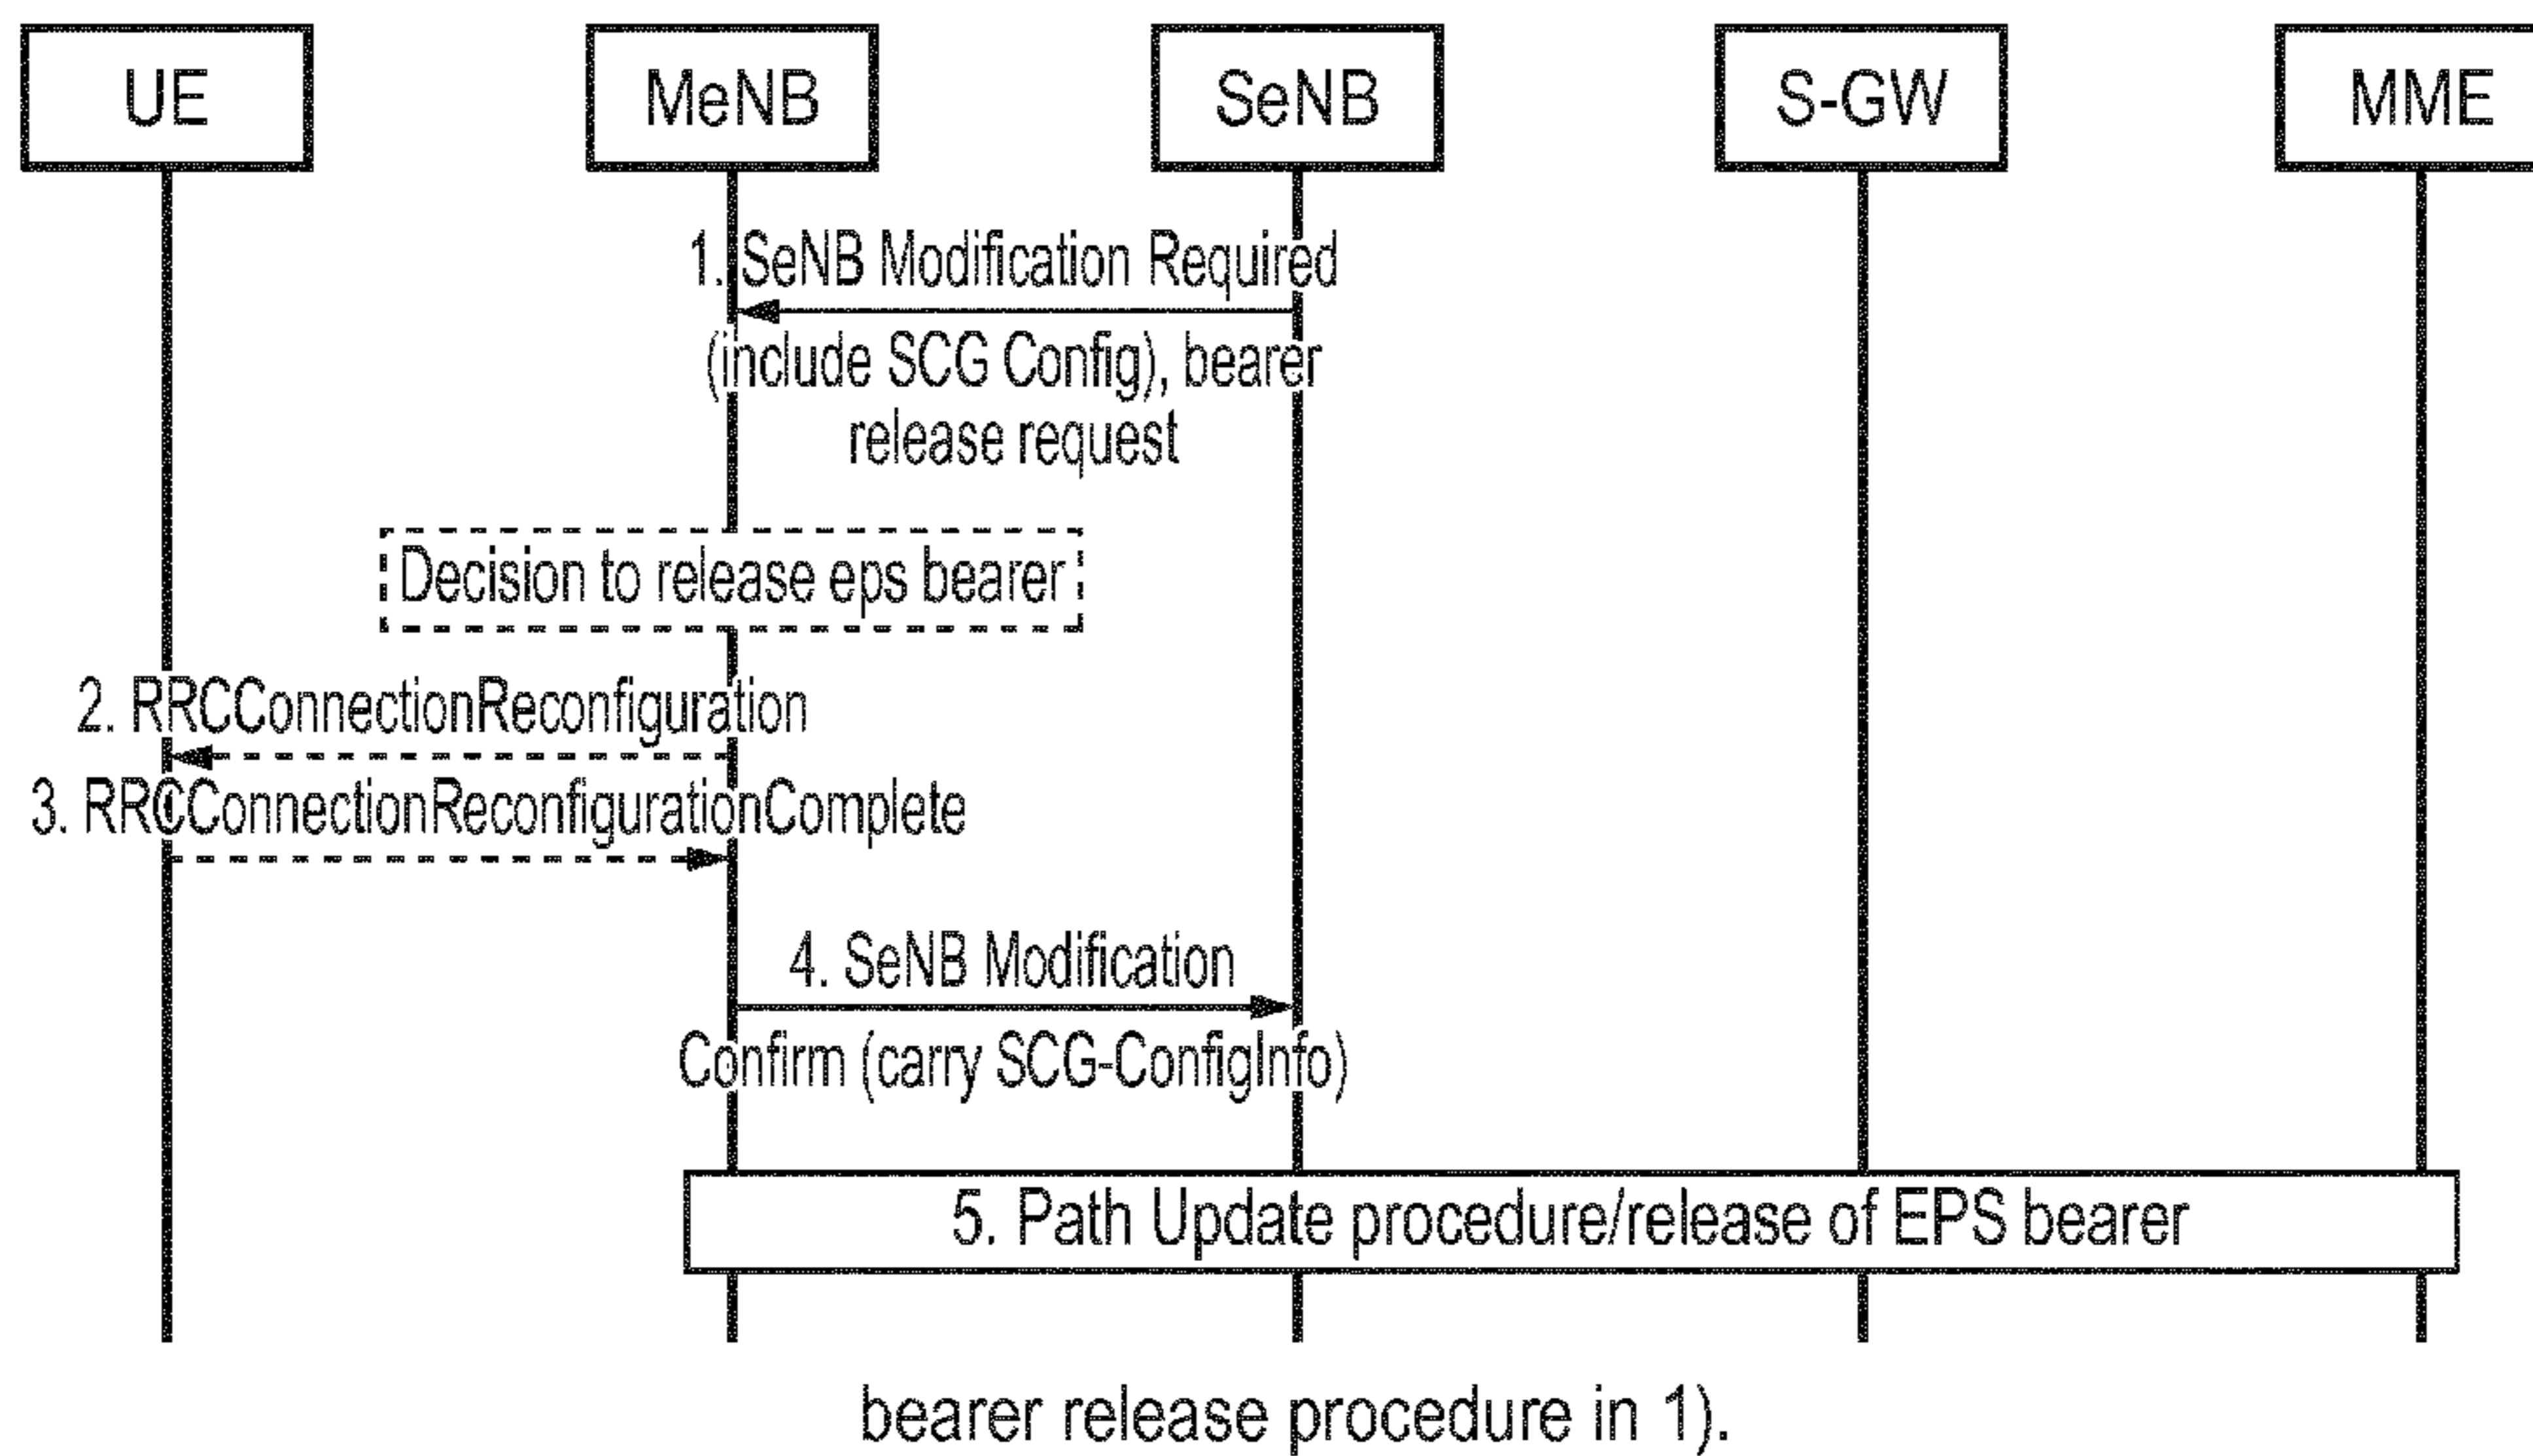 UE
MeNB
SeNB
S-GW
MME
1. SeNB Modification Required
(include SCG Config), bearer
release request
Decision to release eps bearer
2. RRCConnectionReconfiguration
3. RRCConnectionReconfigurationComplete
4. SeNB Modification
Confirm (carry SCG-ConfigInfo)
5. Path Update procedure/release of EPS bearer
bearer release procedure in 1).